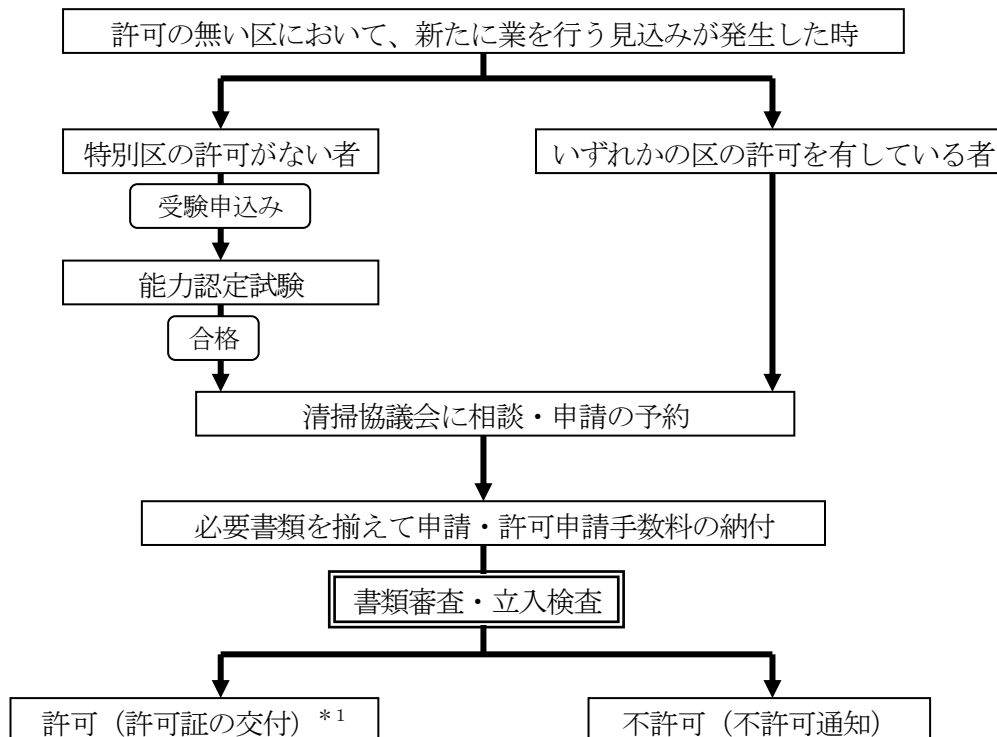 許可の無い区において、新たに業を行う見込みが発生した時
特別区の許可がない者
いずれかの区の許可を有している者
受験申込み
能力認定試験
合格
清掃協議会に相談・申請の予約
必要書類を揃えて申請・許可申請手数料の納付
書類審査・立入検査
許可（許可証の交付）＊1
不許可（不許可通知）